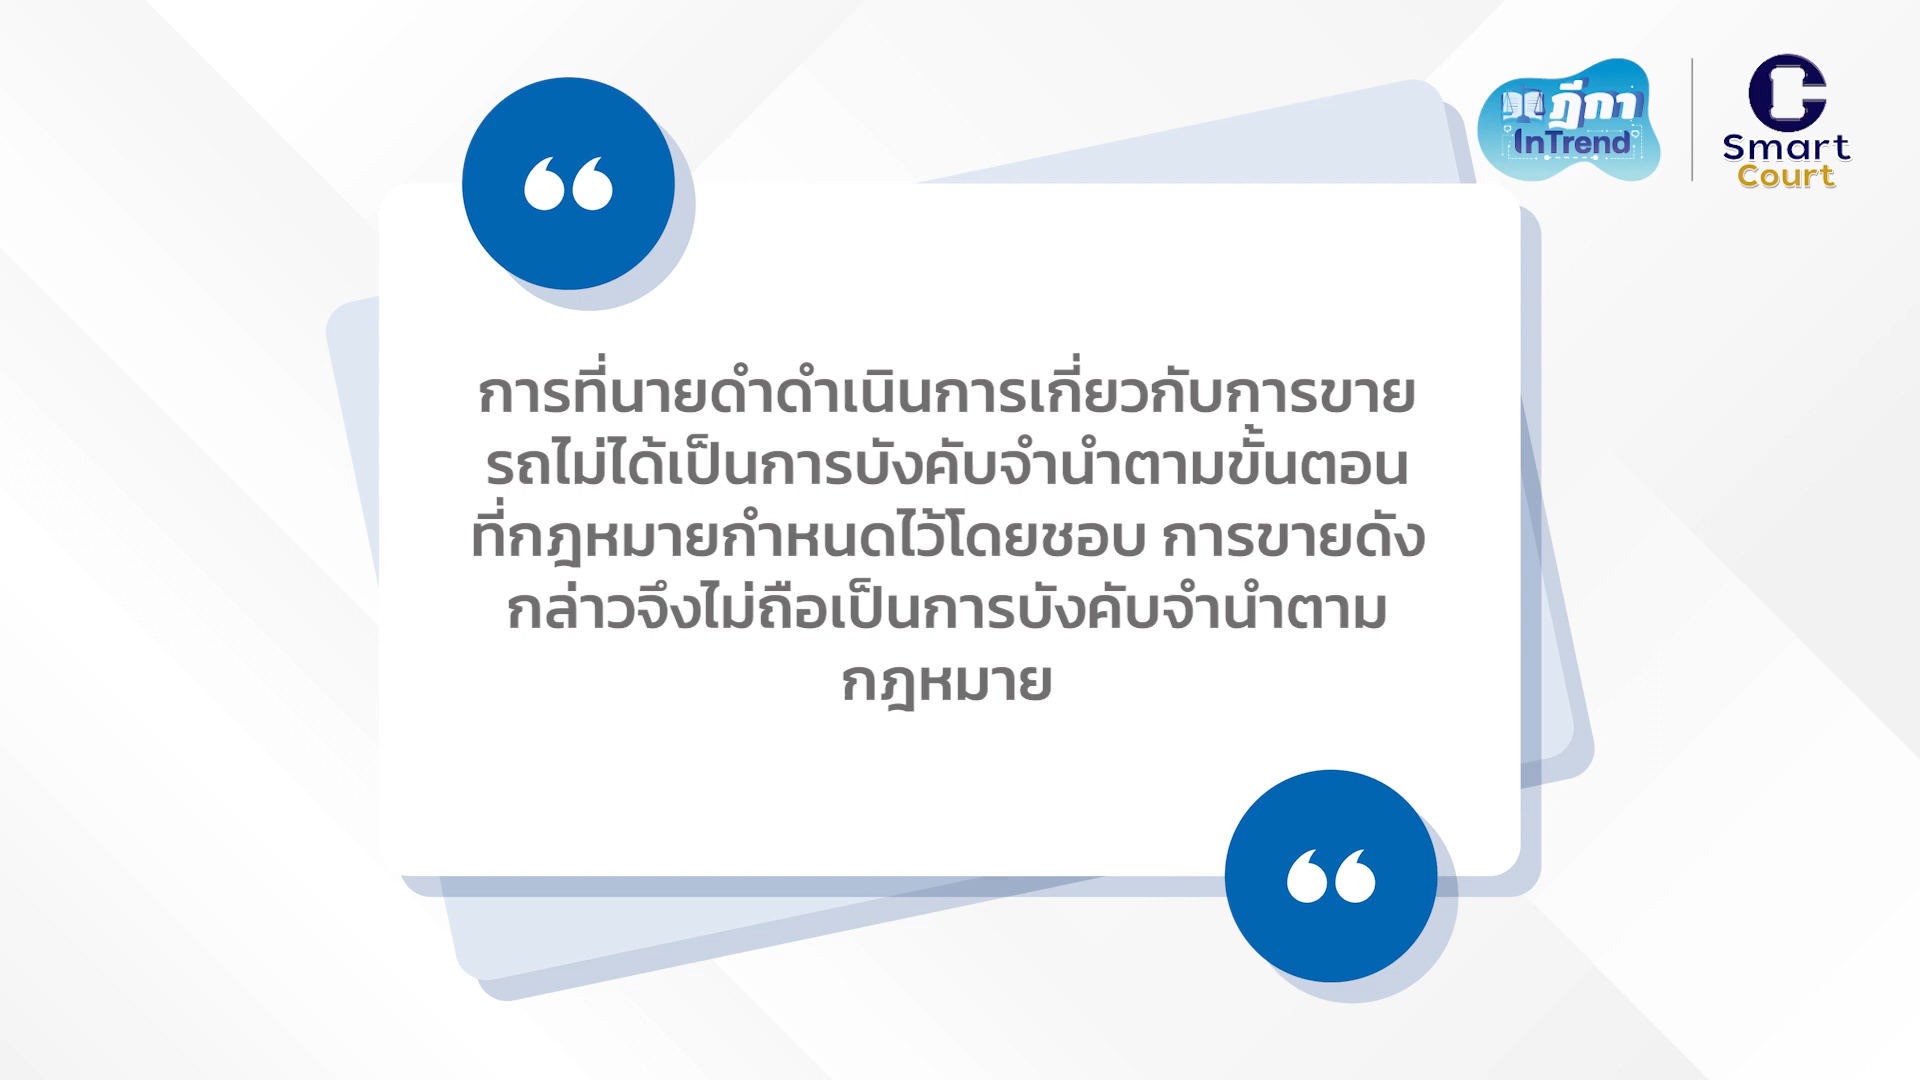 ฎีกา
InTrend
Smart
Court
การที่นายดำดำเนินการเกี่ยวกับการขาย
รถไม่ได้เป็นการบังคับจำนำตามขั้นตอน
ที่กฎหมายกำหนดไว้โดยชอบ การขายดัง
กล่าวจึงไม่ถือเป็นการบังคับจำนำตาม
กฎหมาย